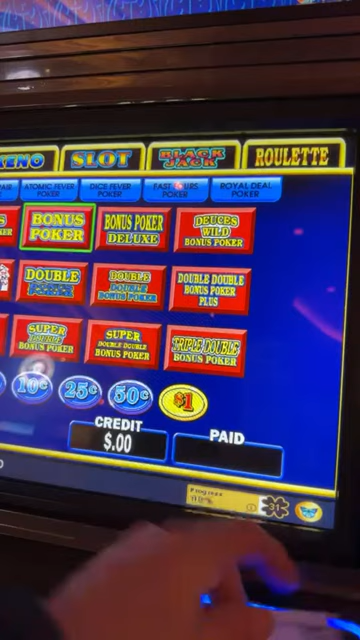 KENO SLOT BLACK JACK ROULETTE
ATOMIC FEVER POKER DICE FEVER POKER FAST POKER ROYAL DEAL POKER
BONUS POKER BONUS POKER DELUXE DEUCES WILD BONUS POKER
DOUBLE DOUBLE DOUBLE BONUS POKER DOUBLE DOUBLE BONUS POKER PLUS
SUPER DOUBLE BONUS POKER SUPER DOUBLE DOUBLE BONUS POKER TRIPLE DOUBLE BONUS POKER
10¢ 25¢ 50¢ $1
CREDIT PAID
$.00
31